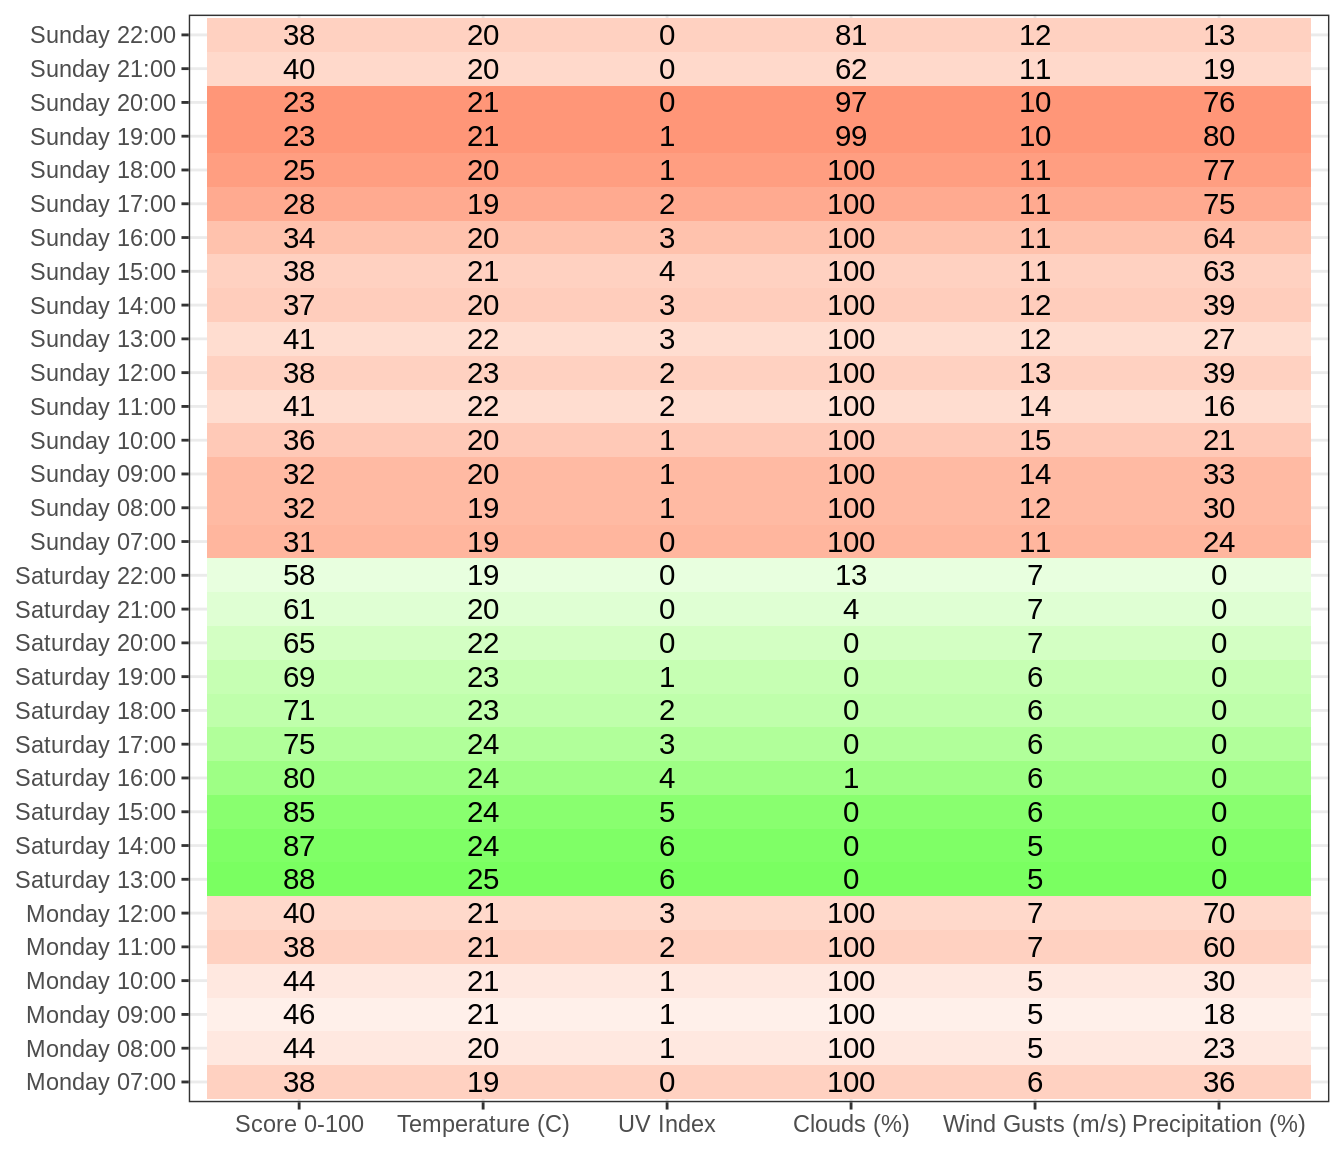 Sunday 22:00 38 20 0 81 12 13
Sunday 21:00 40 20 0 62 11 19
Sunday 20:00 23 21 0 97 10 76
Sunday 19:00 23 21 1 99 10 80
Sunday 18:00 25 20 1 100 11 77
Sunday 17:00 28 19 2 100 11 75
Sunday 16:00 34 20 3 100 11 64
Sunday 15:00 38 21 4 100 11 63
Sunday 14:00 37 20 3 100 12 39
Sunday 13:00 41 22 3 100 12 27
Sunday 12:00 38 23 2 100 13 39
Sunday 11:00 41 22 2 100 14 16
Sunday 10:00 36 20 1 100 15 21
Sunday 09:00 32 20 1 100 14 33
Sunday 08:00 32 19 1 100 12 30
Sunday 07:00 31 19 0 100 11 24
Saturday 22:00 58 19 0 13 7 0
Saturday 21:00 61 20 0 4 7 0
Saturday 20:00 65 22 0 0 7 0
Saturday 19:00 69 23 1 0 6 0
Saturday 18:00 71 23 2 0 6 0
Saturday 17:00 75 24 3 0 6 0
Saturday 16:00 80 24 4 1 6 0
Saturday 15:00 85 24 5 0 6 0
Saturday 14:00 87 24 6 0 5 0
Saturday 13:00 88 25 6 0 5 0
Monday 12:00 40 21 3 100 7 70
Monday 11:00 38 21 2 100 7 60
Monday 10:00 44 21 1 100 5 30
Monday 09:00 46 21 1 100 5 18
Monday 08:00 44 20 1 100 5 23
Monday 07:00 38 19 0 100 6 36
Score 0-100 Temperature (C) UV Index Clouds (%) Wind Gusts (m/s) Precipitation (%)